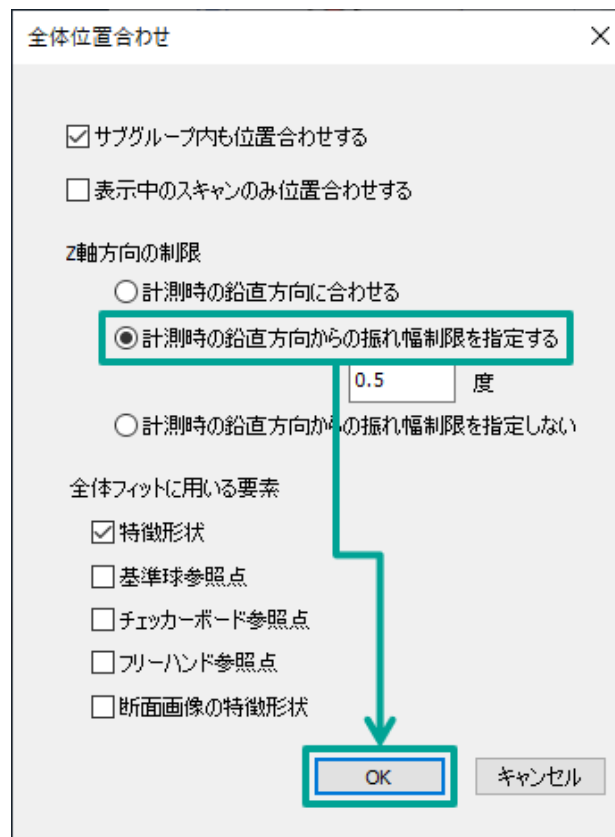 全体位置合わせ
サブグループ内も位置合わせする
表示中のスキャンのみ位置合わせする
Z軸方向の制限
計測時の鉛直方向に合わせる
計測時の鉛直方向からの振れ幅制限を指定する
0.5 度
計測時の鉛直方向からの振れ幅制限を指定しない
全体フィットに用いる要素
特徴形状
基準球参照点
チェッカーボード参照点
フリーハンド参照点
断面画像の特徴形状
OK キャンセル